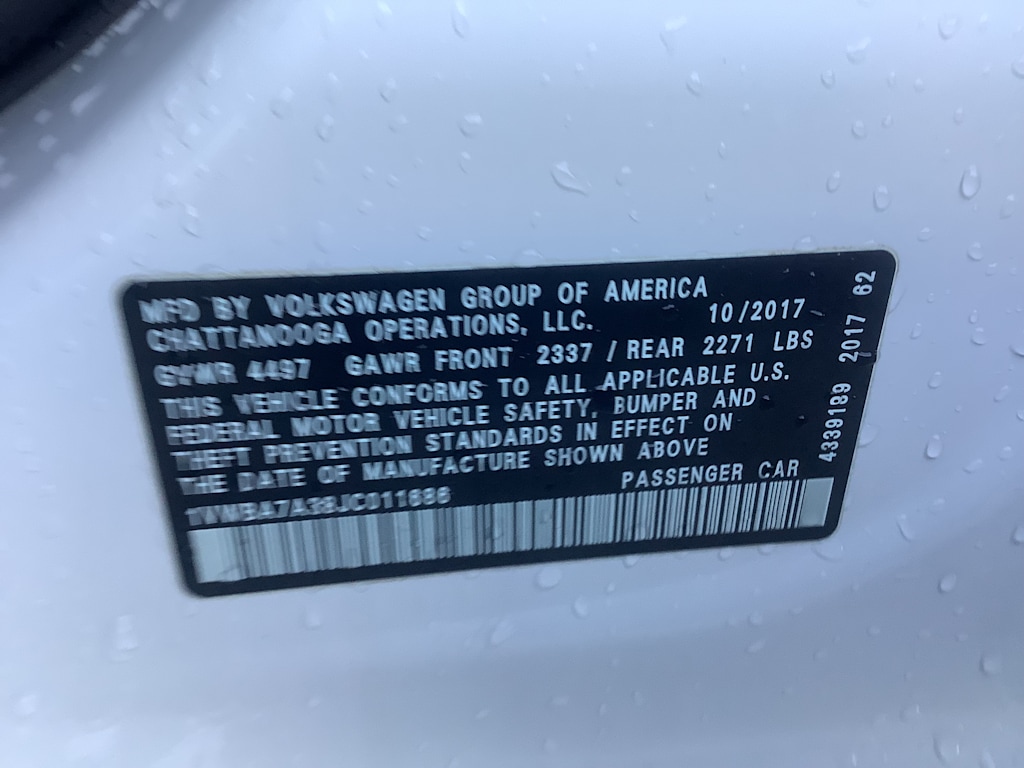 MFD BY VOLKSWAGEN GROUP OF AMERICA
CHATTANOOGA OPERATIONS, LLC. 10/2017
GVWR 4497 GAWR FRONT 2337 / REAR 2271 LBS
THIS VEHICLE CONFORMS TO ALL APPLICABLE U.S.
FEDERAL MOTOR VEHICLE SAFETY, BUMPER AND
THEFT PREVENTION STANDARDS IN EFFECT ON
THE DATE OF MANUFACTURE SHOWN ABOVE
1VWBA7A38JC011686 PASSENGER CAR
4339189 2017 62